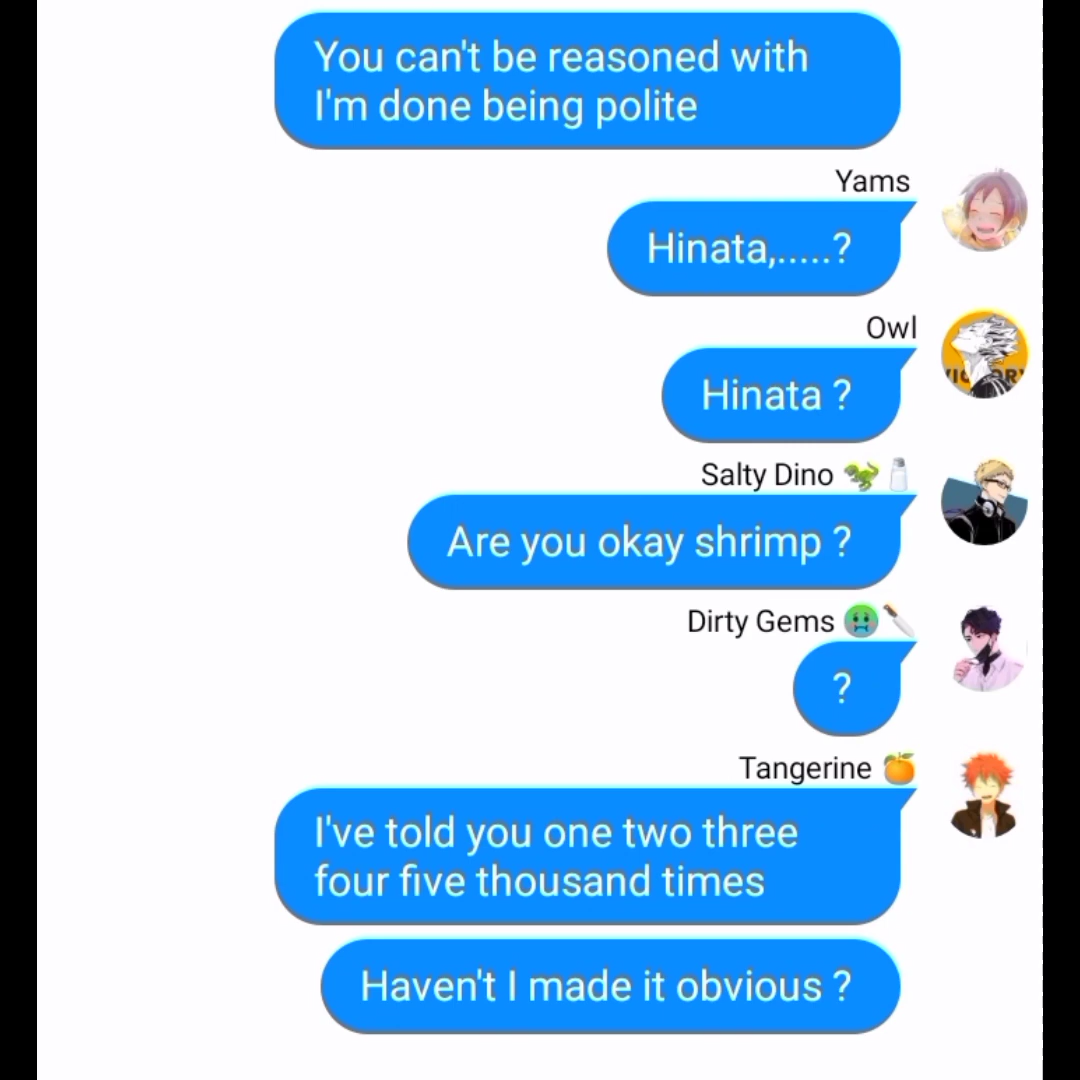 You can't be reasoned with
I'm done being polite
Yams
Hinata,.....?
Owl
Hinata ?
Salty Dino 🦖🧂
Are you okay shrimp ?
Dirty Gems 🤢🔪
?
Tangerine 🍊
I've told you one two three
four five thousand times
Haven't I made it obvious ?